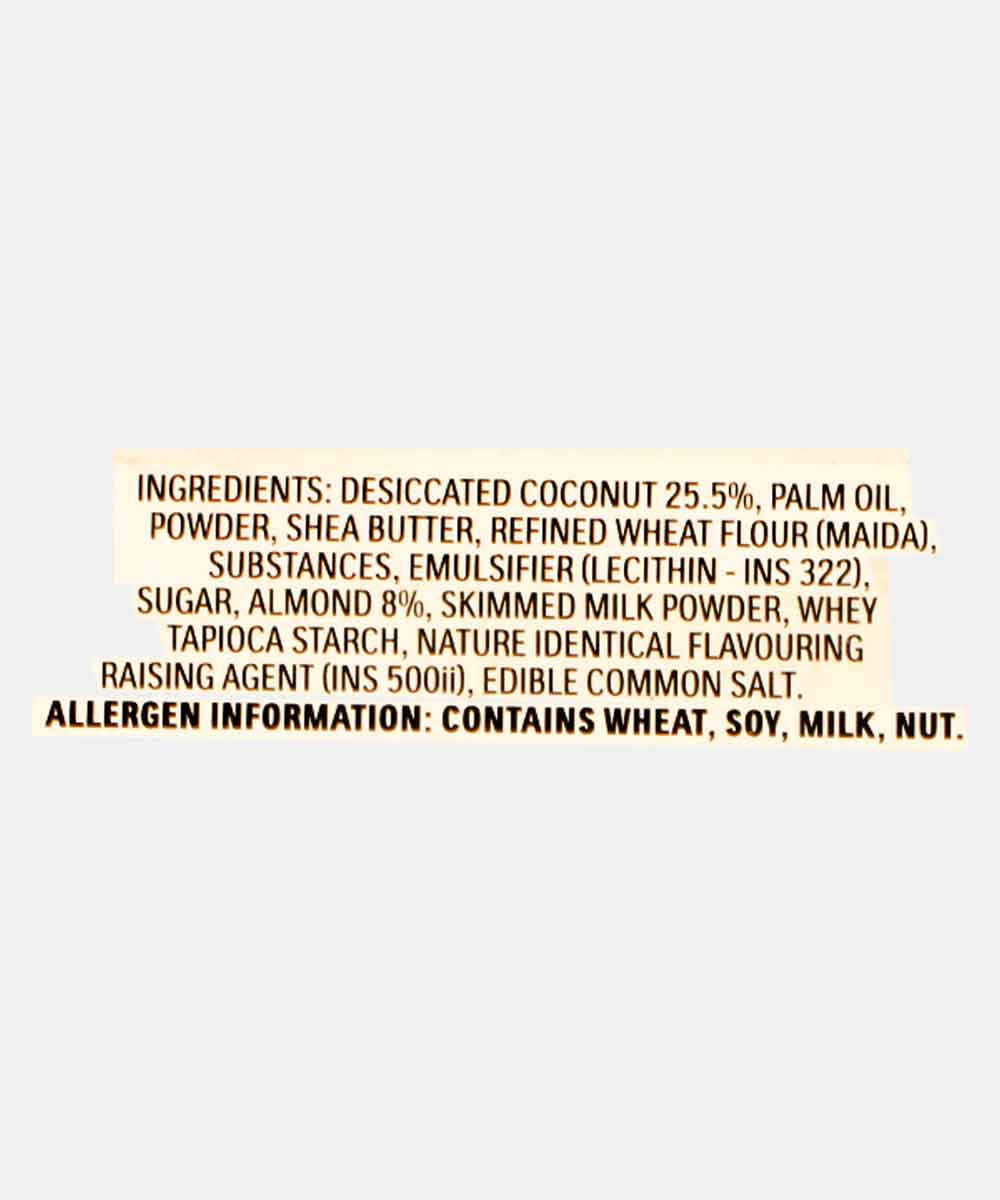 INGREDIENTS: DESICCATED COCONUT 25.5%, PALM OIL,
POWDER, SHEA BUTTER, REFINED WHEAT FLOUR (MAIDA),
SUBSTANCES, EMULSIFIER (LECITHIN - INS 322),
SUGAR, ALMOND 8%, SKIMMED MILK POWDER, WHEY
TAPIOCA STARCH, NATURE IDENTICAL FLAVOURING
RAISING AGENT (INS 500ii), EDIBLE COMMON SALT.
ALLERGEN INFORMATION: CONTAINS WHEAT, SOY, MILK, NUT.